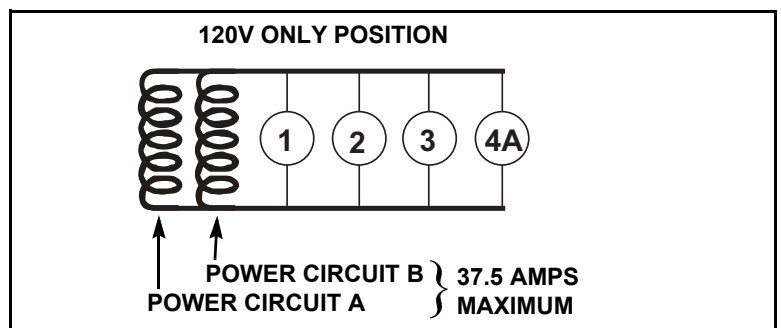 120V ONLY POSITION
1 2 3 4A
POWER CIRCUIT B } 37.5 AMPS
POWER CIRCUIT A MAXIMUM